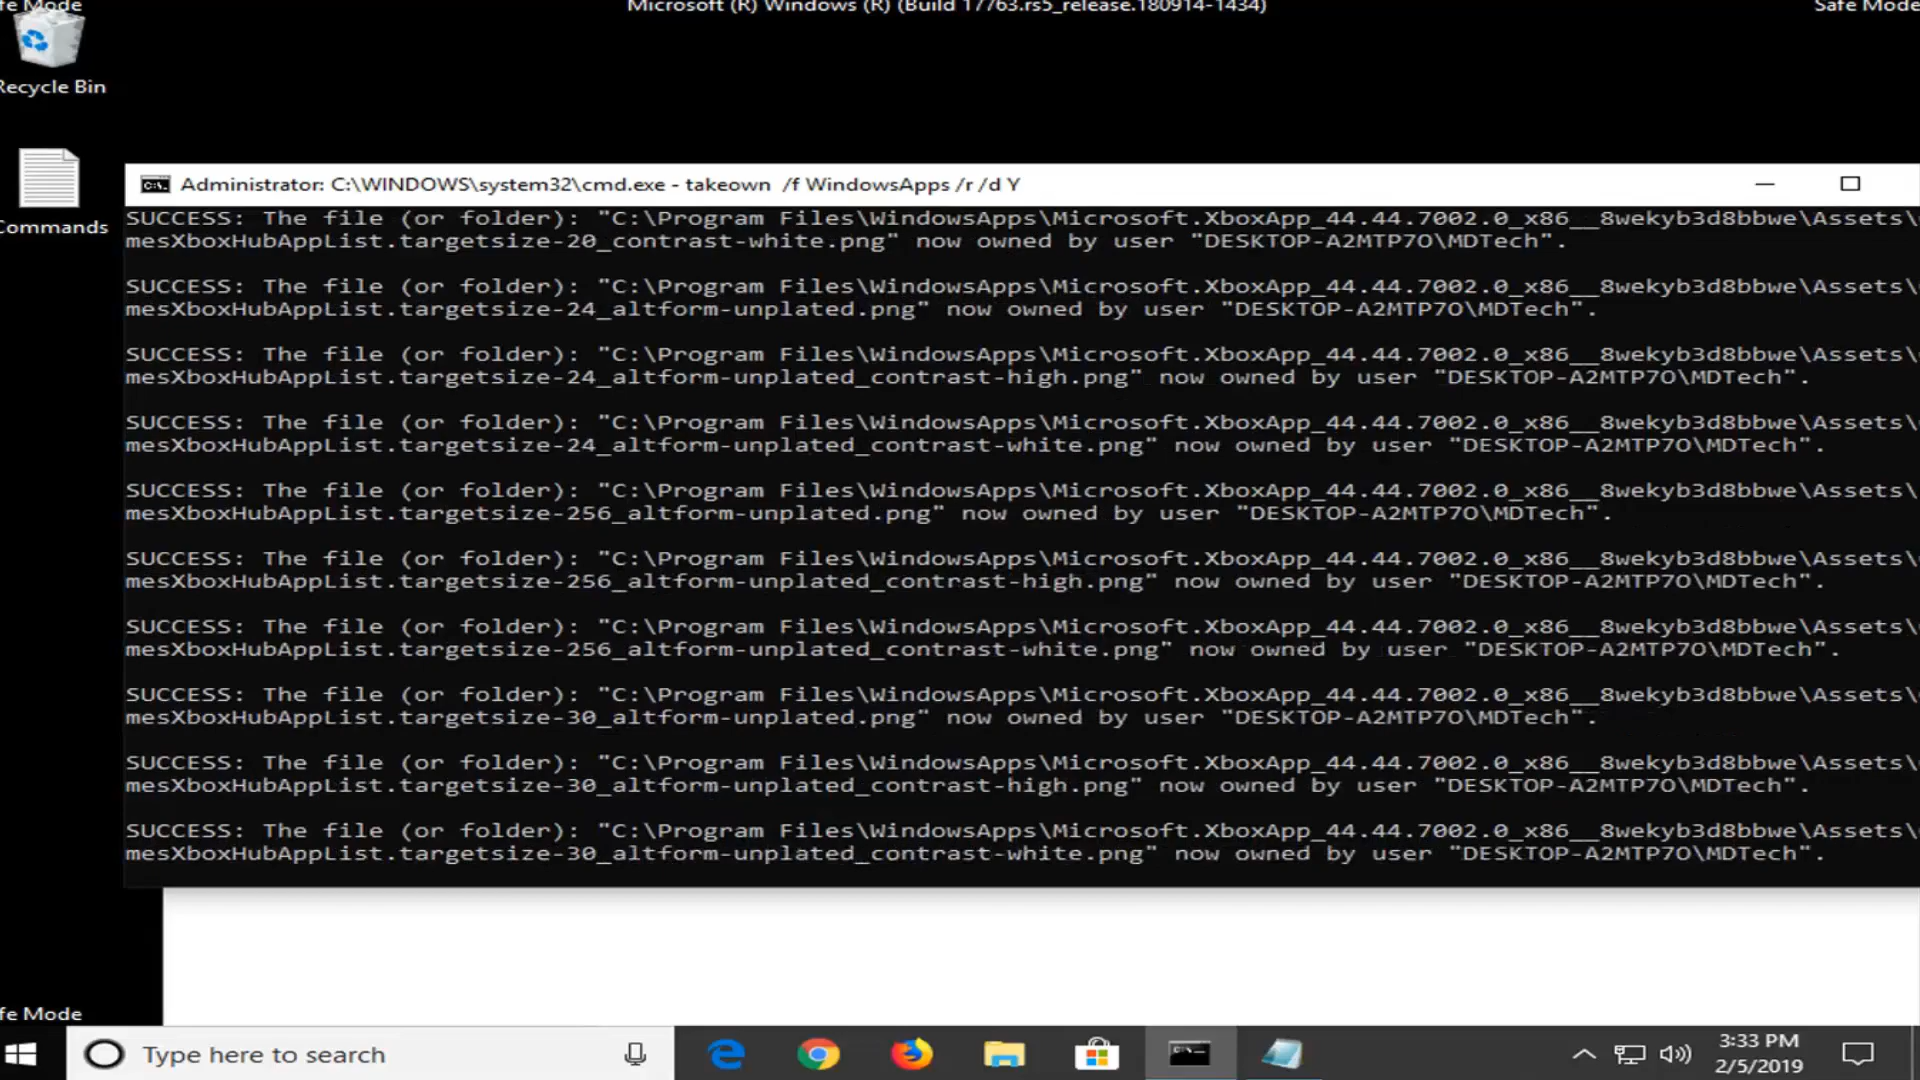 fe Mode
Microsoft (R) Windows (R) (Build 17763.rs5_release.180914-1434)
Safe Mode
Recycle Bin
Commands
Administrator: C:\WINDOWS\system32\cmd.exe - takeown  /f WindowsApps /r /d Y
SUCCESS: The file (or folder): "C:\Program Files\WindowsApps\Microsoft.XboxApp_44.44.7002.0_x86__8wekyb3d8bbwe\Assets\
mesXboxHubAppList.targetsize-20_contrast-white.png" now owned by user "DESKTOP-A2MTP7O\MDTech".
SUCCESS: The file (or folder): "C:\Program Files\WindowsApps\Microsoft.XboxApp_44.44.7002.0_x86__8wekyb3d8bbwe\Assets\
mesXboxHubAppList.targetsize-24_altform-unplated.png" now owned by user "DESKTOP-A2MTP7O\MDTech".
SUCCESS: The file (or folder): "C:\Program Files\WindowsApps\Microsoft.XboxApp_44.44.7002.0_x86__8wekyb3d8bbwe\Assets\
mesXboxHubAppList.targetsize-24_altform-unplated_contrast-high.png" now owned by user "DESKTOP-A2MTP7O\MDTech".
SUCCESS: The file (or folder): "C:\Program Files\WindowsApps\Microsoft.XboxApp_44.44.7002.0_x86__8wekyb3d8bbwe\Assets\
mesXboxHubAppList.targetsize-24_altform-unplated_contrast-white.png" now owned by user "DESKTOP-A2MTP7O\MDTech".
SUCCESS: The file (or folder): "C:\Program Files\WindowsApps\Microsoft.XboxApp_44.44.7002.0_x86__8wekyb3d8bbwe\Assets\
mesXboxHubAppList.targetsize-256_altform-unplated.png" now owned by user "DESKTOP-A2MTP7O\MDTech".
SUCCESS: The file (or folder): "C:\Program Files\WindowsApps\Microsoft.XboxApp_44.44.7002.0_x86__8wekyb3d8bbwe\Assets\
mesXboxHubAppList.targetsize-256_altform-unplated_contrast-high.png" now owned by user "DESKTOP-A2MTP7O\MDTech".
SUCCESS: The file (or folder): "C:\Program Files\WindowsApps\Microsoft.XboxApp_44.44.7002.0_x86__8wekyb3d8bbwe\Assets\
mesXboxHubAppList.targetsize-256_altform-unplated_contrast-white.png" now owned by user "DESKTOP-A2MTP7O\MDTech".
SUCCESS: The file (or folder): "C:\Program Files\WindowsApps\Microsoft.XboxApp_44.44.7002.0_x86__8wekyb3d8bbwe\Assets\
mesXboxHubAppList.targetsize-30_altform-unplated.png" now owned by user "DESKTOP-A2MTP7O\MDTech".
SUCCESS: The file (or folder): "C:\Program Files\WindowsApps\Microsoft.XboxApp_44.44.7002.0_x86__8wekyb3d8bbwe\Assets\
mesXboxHubAppList.targetsize-30_altform-unplated_contrast-high.png" now owned by user "DESKTOP-A2MTP7O\MDTech".
SUCCESS: The file (or folder): "C:\Program Files\WindowsApps\Microsoft.XboxApp_44.44.7002.0_x86__8wekyb3d8bbwe\Assets\
mesXboxHubAppList.targetsize-30_altform-unplated_contrast-white.png" now owned by user "DESKTOP-A2MTP7O\MDTech".
fe Mode
Type here to search
3:33 PM
2/5/2019